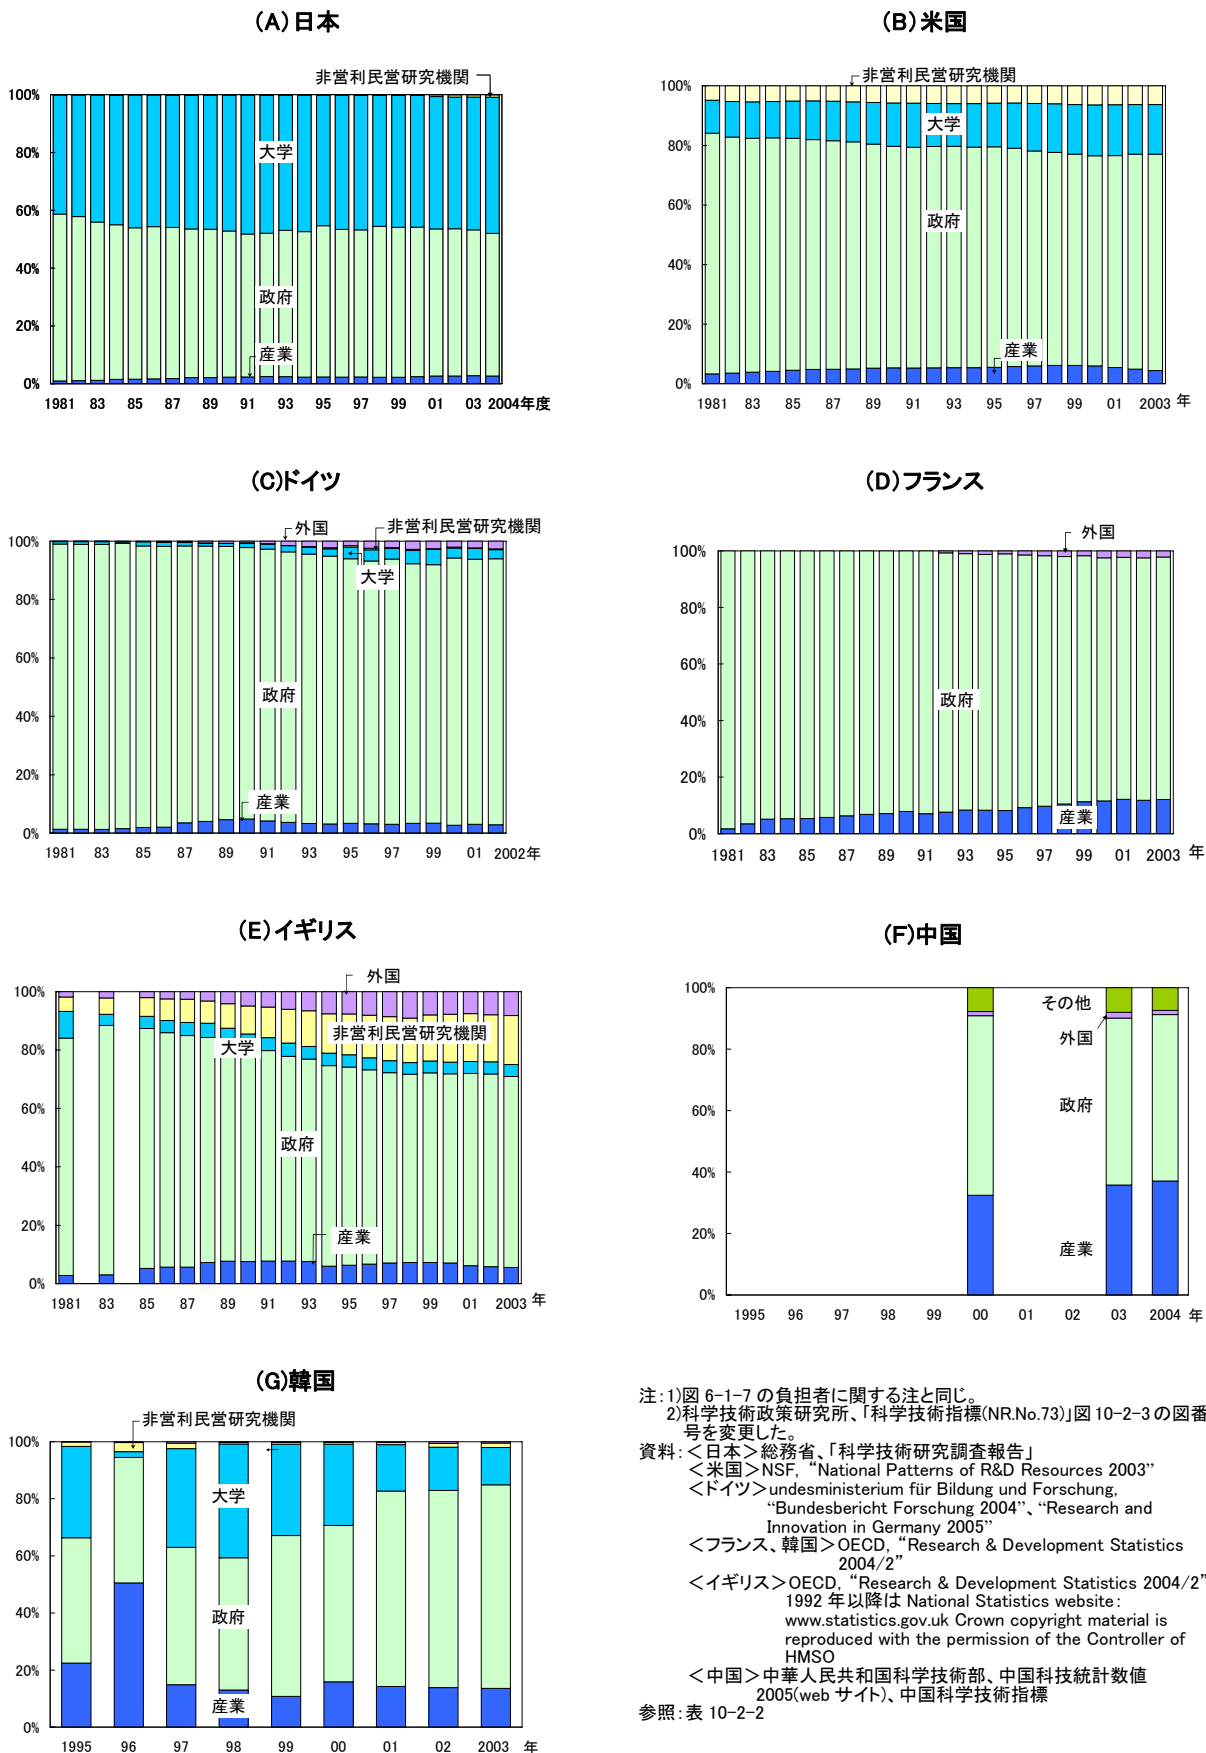 (A)日本
非営利民営研究機関
100%
80%
60%
40%
20%
0%
大学
政府
産業
1981 83 85 87 89 91 93 95 97 99 01 03 2004年度
(B)米国
非営利民営研究機関
100%
80%
60%
40%
20%
0%
大学
政府
産業
1981 83 85 87 89 91 93 95 97 99 01 2003 年
(C)ドイツ
外国
非営利民営研究機関
100%
80%
60%
40%
20%
0%
大学
政府
産業
1981 83 85 87 89 91 93 95 97 99 01 2002年
(D)フランス
外国
100%
80%
60%
40%
20%
0%
政府
産業
1981 83 85 87 89 91 93 95 97 99 01 2003 年
(E)イギリス
外国
100%
80%
60%
40%
20%
0%
非営利民営研究機関
大学
政府
産業
1981 83 85 87 89 91 93 95 97 99 01 2003 年
(F)中国
100%
80%
60%
40%
20%
0%
その他
外国
政府
産業
1995 96 97 98 99 00 01 02 03 2004 年
(G)韓国
非営利民営研究機関
100%
80%
60%
40%
20%
0%
大学
政府
産業
1995 96 97 98 99 00 01 02 2003 年
注:1)図 6-1-7 の負担者に関する注と同じ。
2)科学技術政策研究所、「科学技術指標(NR.No.73)」図 10-2-3 の図番
号を変更した。
資料:<日本>総務省、「科学技術研究調査報告」
<米国>NSF, “National Patterns of R&D Resources 2003”
<ドイツ>undesministerium für Bildung und Forschung,
“Bundesbericht Forschung 2004”、“Research and
Innovation in Germany 2005”
<フランス、韓国>OECD, “Research & Development Statistics
2004/2”
<イギリス>OECD, “Research & Development Statistics 2004/2”
1992 年以降は National Statistics website:
www.statistics.gov.uk Crown copyright material is
reproduced with the permission of the Controller of
HMSO
<中国>中華人民共和国科学技術部、中国科技統計数値
2005(web サイト)、中国科学技術指標
参照:表 10-2-2